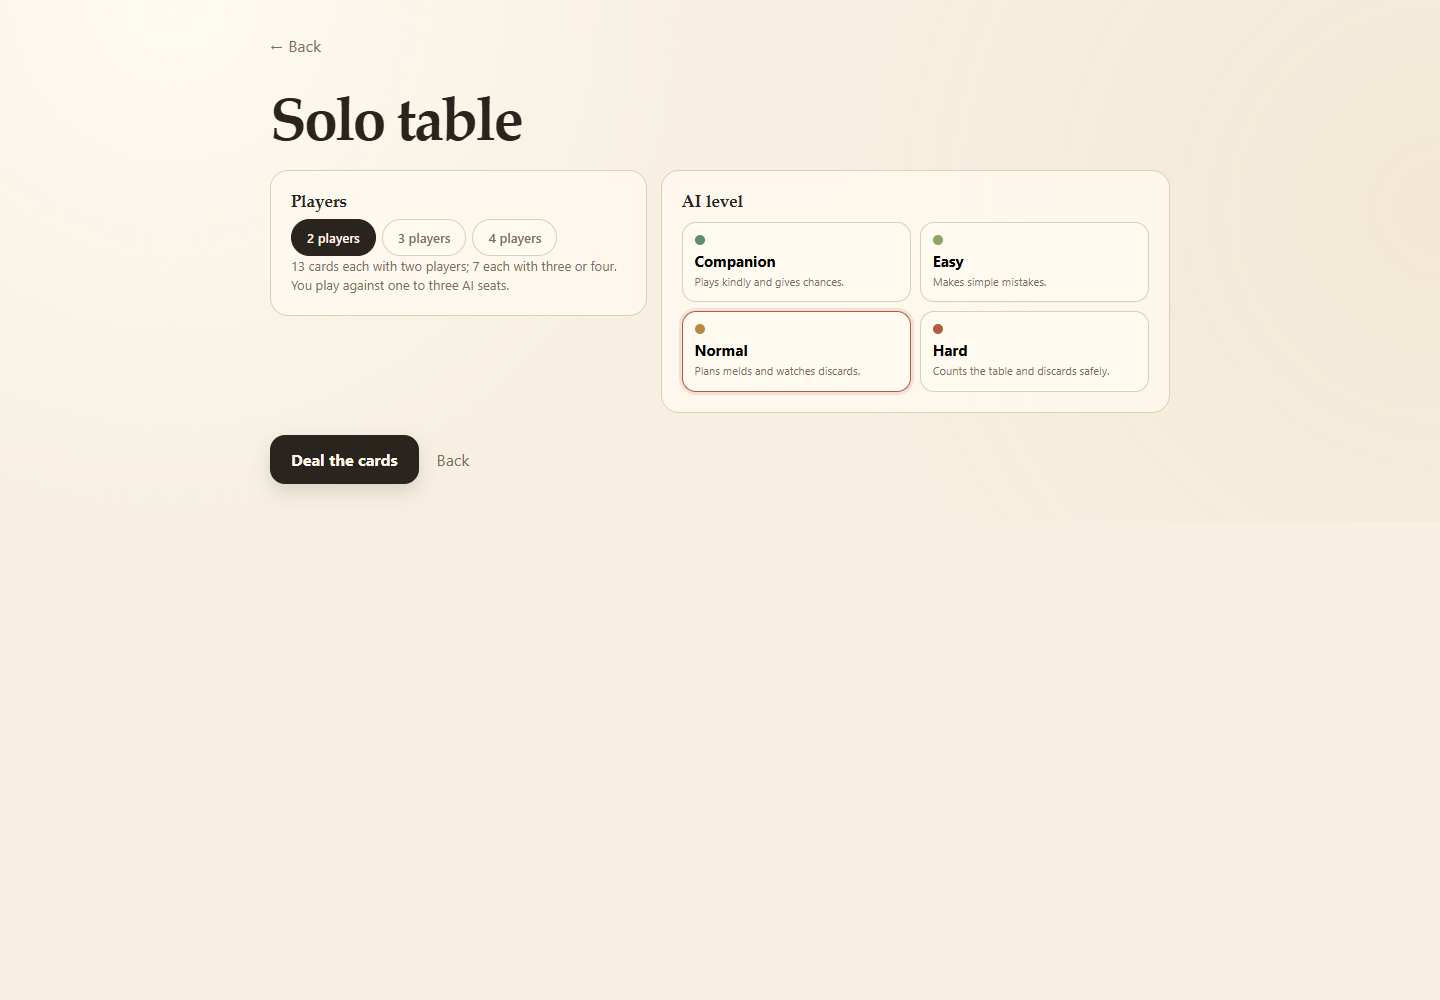 ← Back
Solo table
Players
2 players
3 players
4 players
13 cards each with two players; 7 each with three or four.
You play against one to three AI seats.
AI level
Companion
Plays kindly and gives chances.
Easy
Makes simple mistakes.
Normal
Plans melds and watches discards.
Hard
Counts the table and discards safely.
Deal the cards
Back